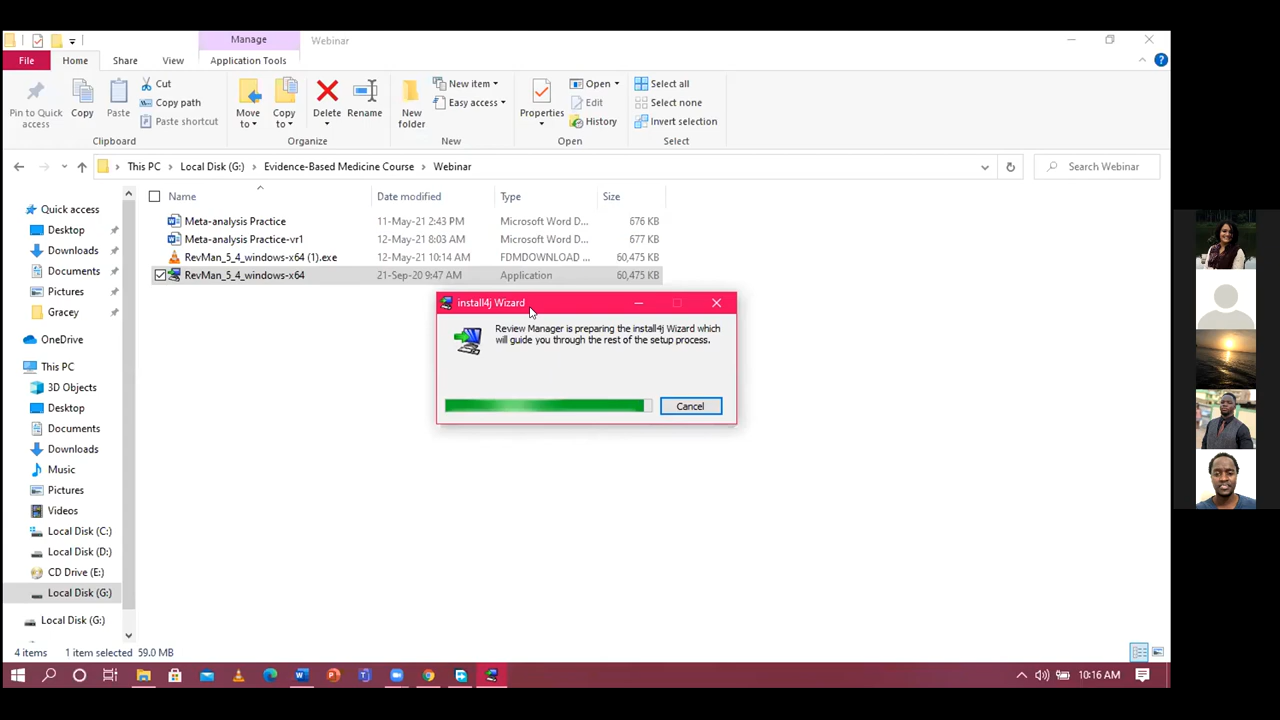 Manage
Webinar
File
Home
Share
View
Application Tools
Pin to Quick
access
Copy
Paste
Cut
Copy path
Paste shortcut
Clipboard
Move
to
Copy
to
Delete
Rename
Organize
New
folder
New item
Easy access
New
Properties
Open
Edit
History
Open
Select all
Select none
Invert selection
Select
This PC
Local Disk (G:)
Evidence-Based Medicine Course
Webinar
Search Webinar
Name
Date modified
Type
Size
Meta-analysis Practice
11-May-21 2:43 PM
Microsoft Word D...
676 KB
Meta-analysis Practice-vr1
12-May-21 8:03 AM
Microsoft Word D...
677 KB
RevMan_5_4_windows-x64 (1).exe
12-May-21 10:14 AM
FDMDOWNLOAD ...
60,475 KB
RevMan_5_4_windows-x64
21-Sep-20 9:47 AM
Application
60,475 KB
Quick access
Desktop
Downloads
Documents
Pictures
Gracey
OneDrive
This PC
3D Objects
Desktop
Documents
Downloads
Music
Pictures
Videos
Local Disk (C:)
Local Disk (D:)
CD Drive (E:)
Local Disk (G:)
Local Disk (G:)
install4j Wizard
Review Manager is preparing the install4j Wizard which
will guide you through the rest of the setup process.
Cancel
4 items
1 item selected 59.0 MB
10:16 AM